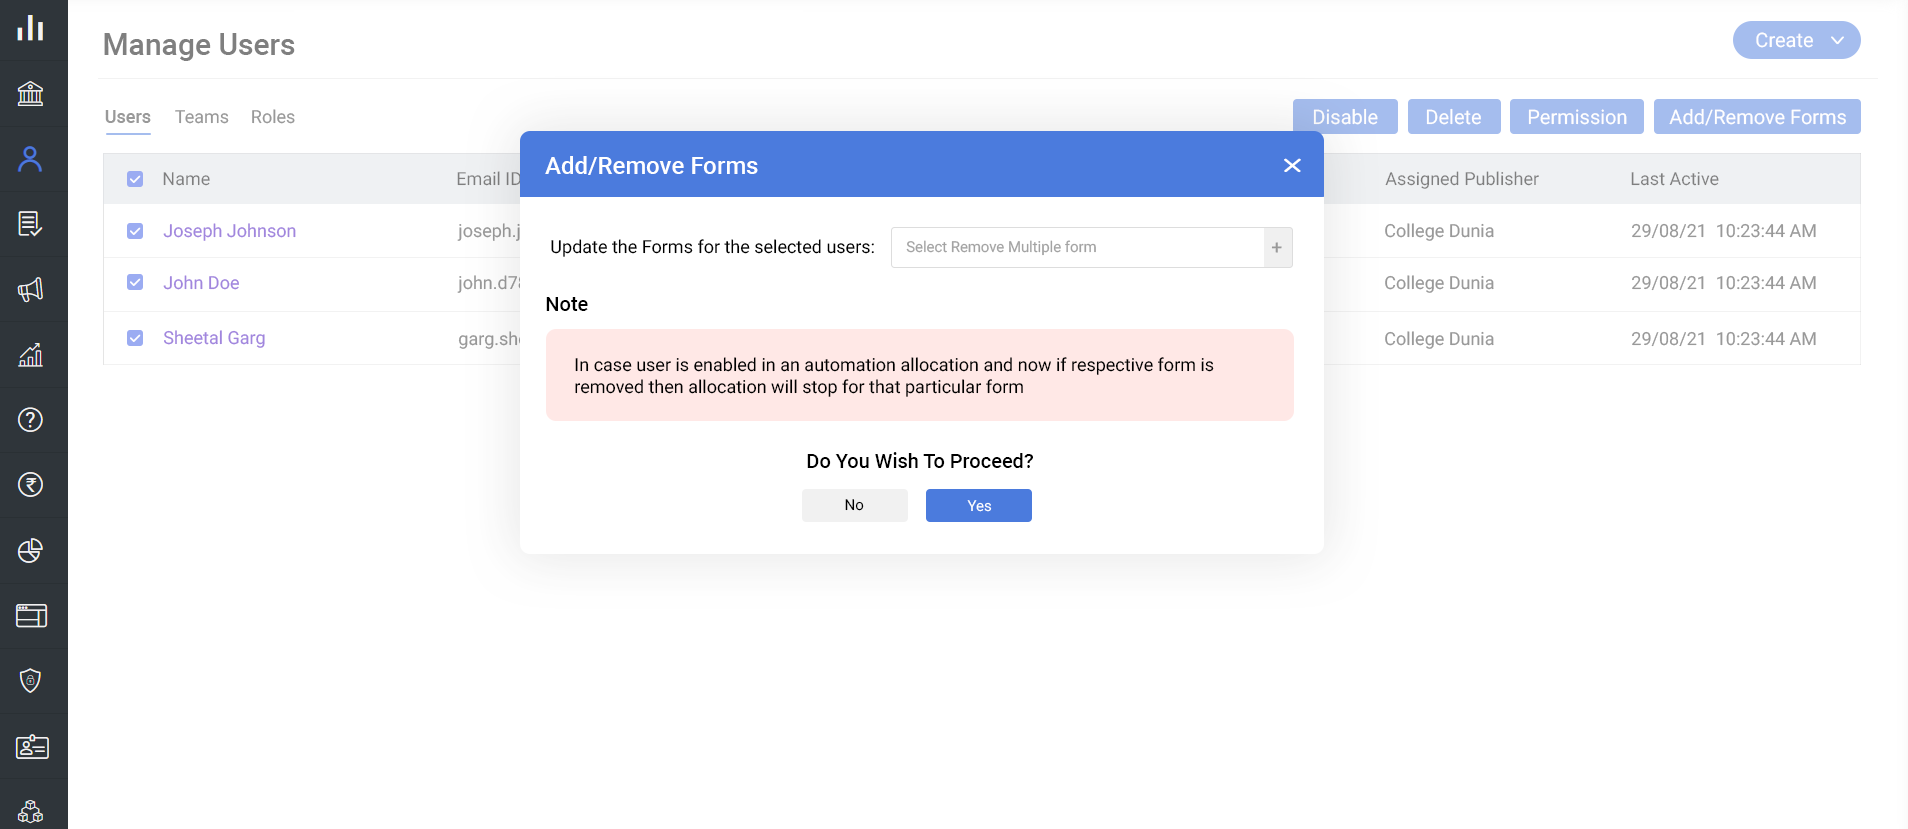 Manage Users
Create
Users Teams Roles
Disable Delete Permission Add/Remove Forms
Add/Remove Forms
Name Email ID Assigned Publisher Last Active
Joseph Johnson joseph.j College Dunia 29/08/21 10:23:44 AM
Update the Forms for the selected users: Select Remove Multiple form +
John Doe john.d78 College Dunia 29/08/21 10:23:44 AM
Note
Sheetal Garg garg.she College Dunia 29/08/21 10:23:44 AM
In case user is enabled in an automation allocation and now if respective form is
removed then allocation will stop for that particular form
Do You Wish To Proceed?
No Yes